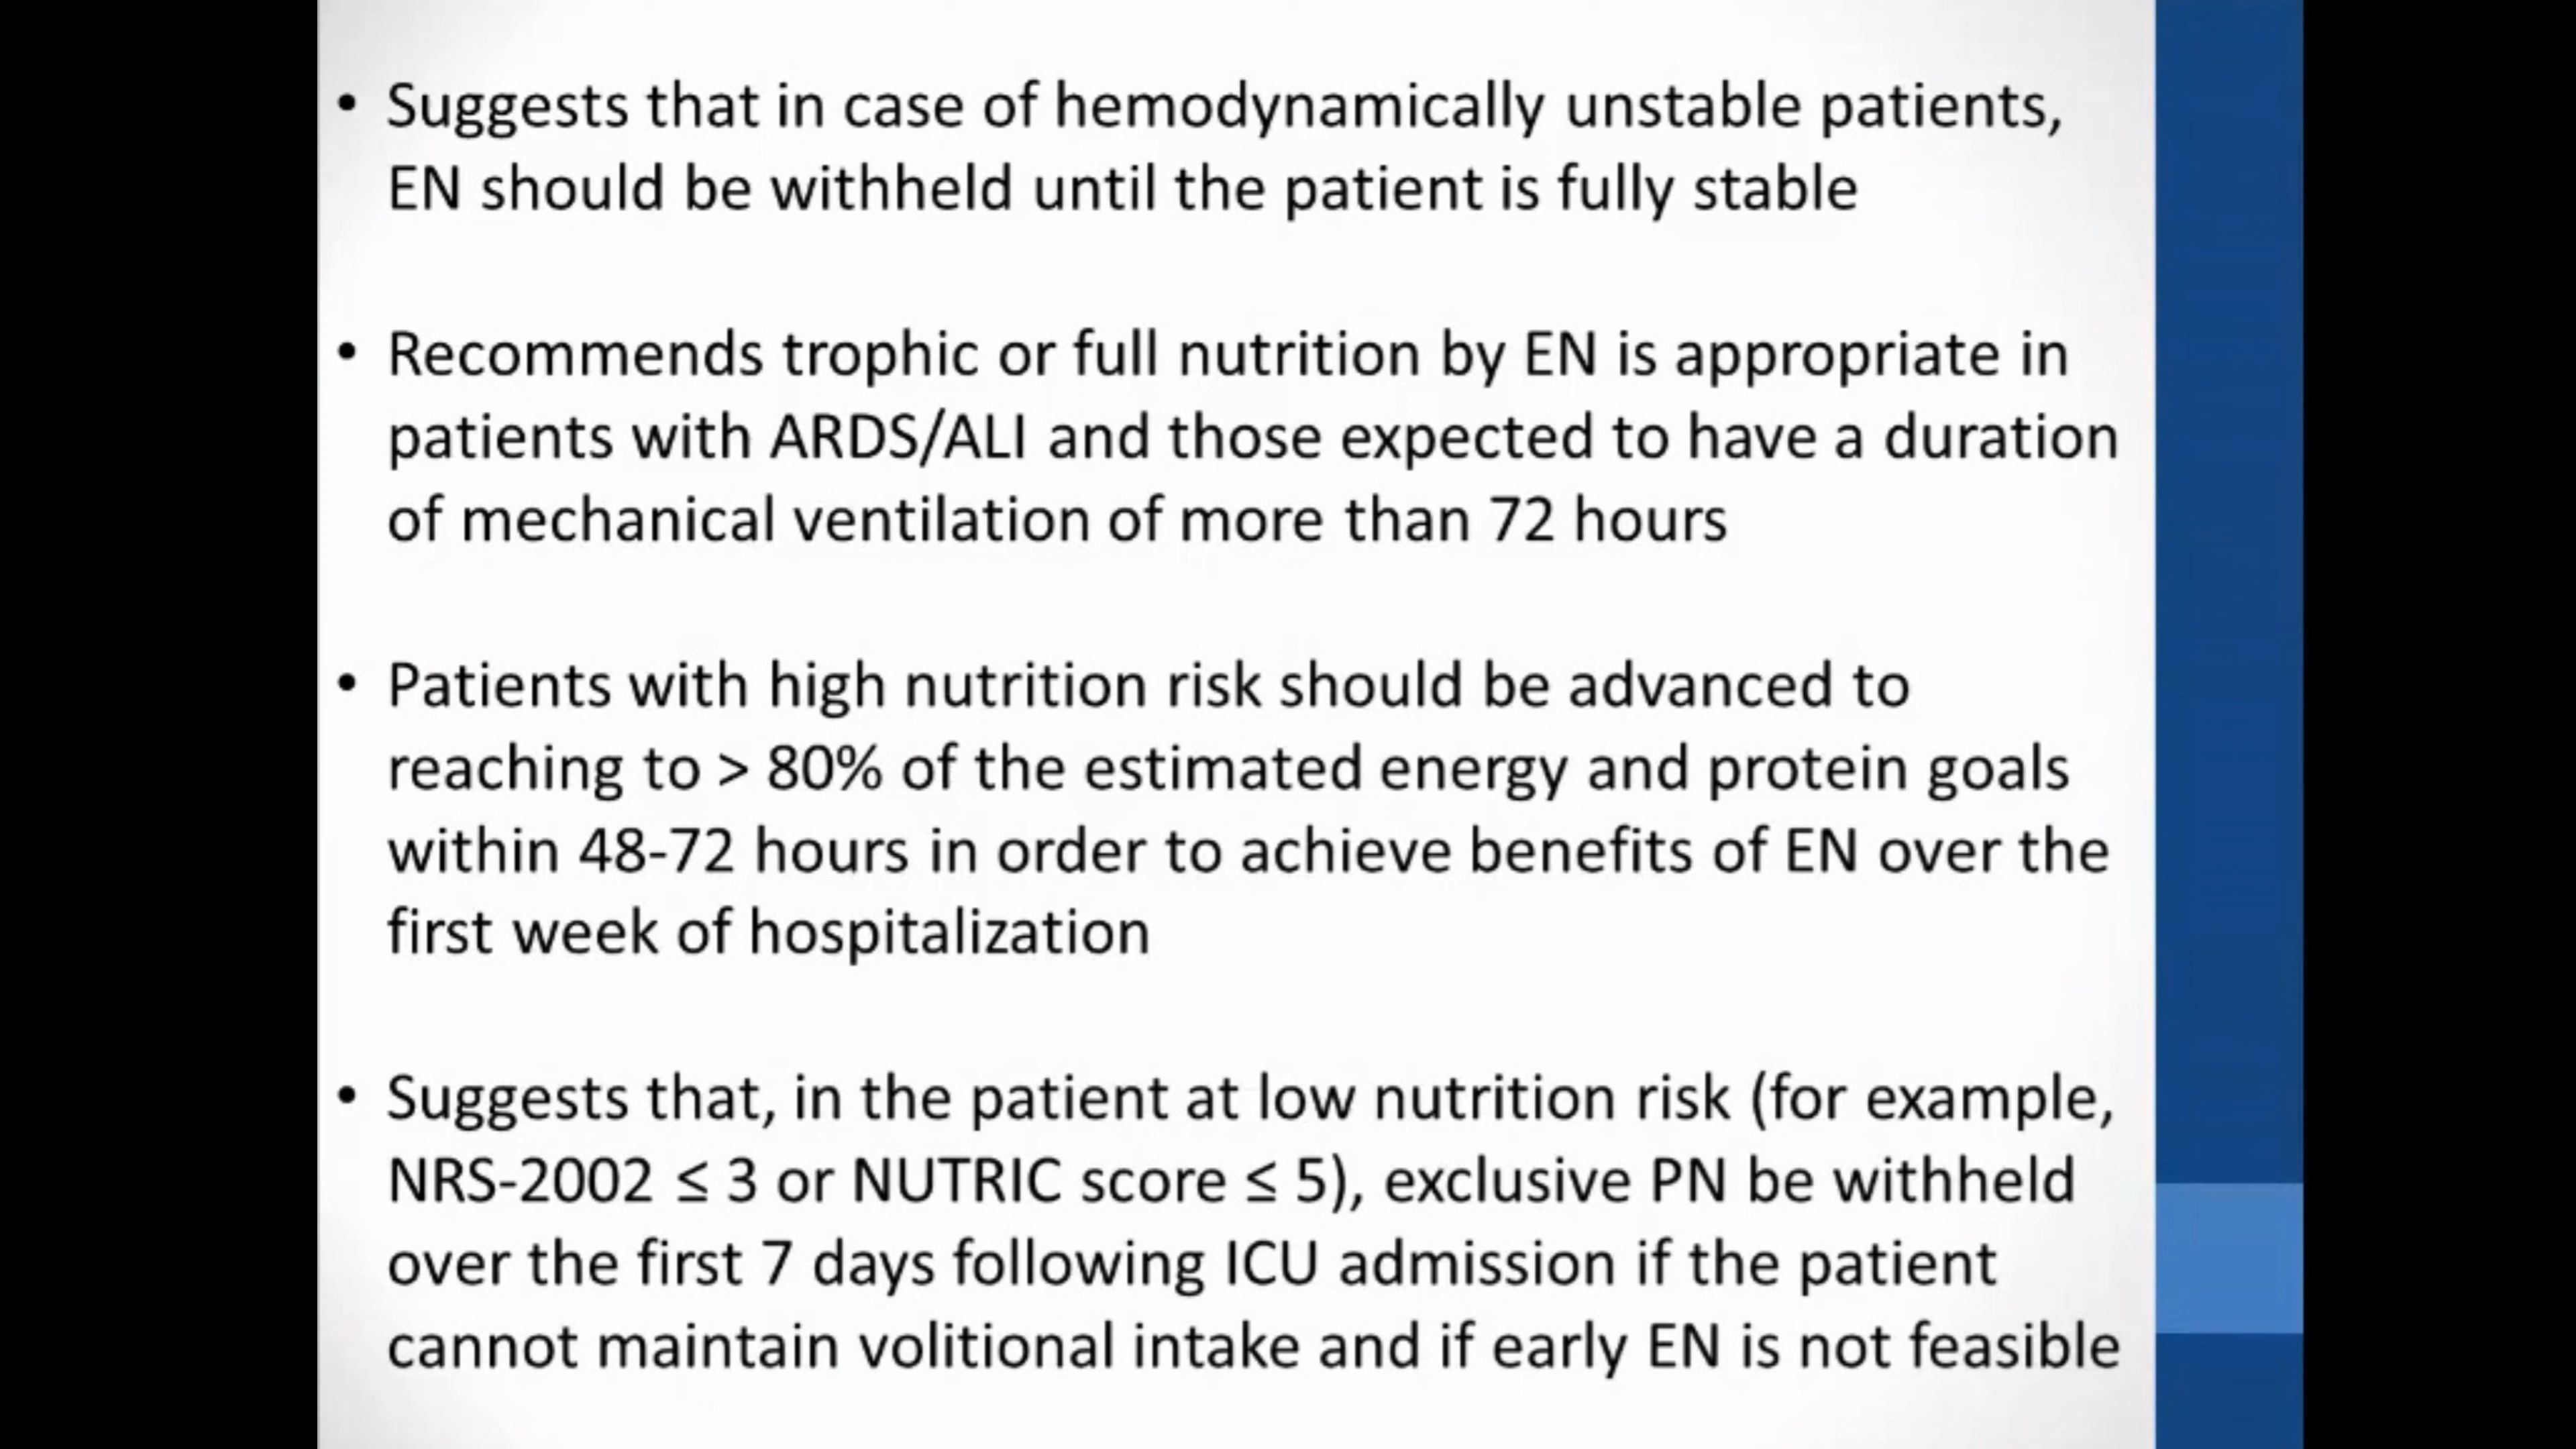 • Suggests that in case of hemodynamically unstable patients,
EN should be withheld until the patient is fully stable
• Recommends trophic or full nutrition by EN is appropriate in
patients with ARDS/ALI and those expected to have a duration
of mechanical ventilation of more than 72 hours
• Patients with high nutrition risk should be advanced to
reaching to > 80% of the estimated energy and protein goals
within 48-72 hours in order to achieve benefits of EN over the
first week of hospitalization
• Suggests that, in the patient at low nutrition risk (for example,
NRS-2002 ≤ 3 or NUTRIC score ≤ 5), exclusive PN be withheld
over the first 7 days following ICU admission if the patient
cannot maintain volitional intake and if early EN is not feasible